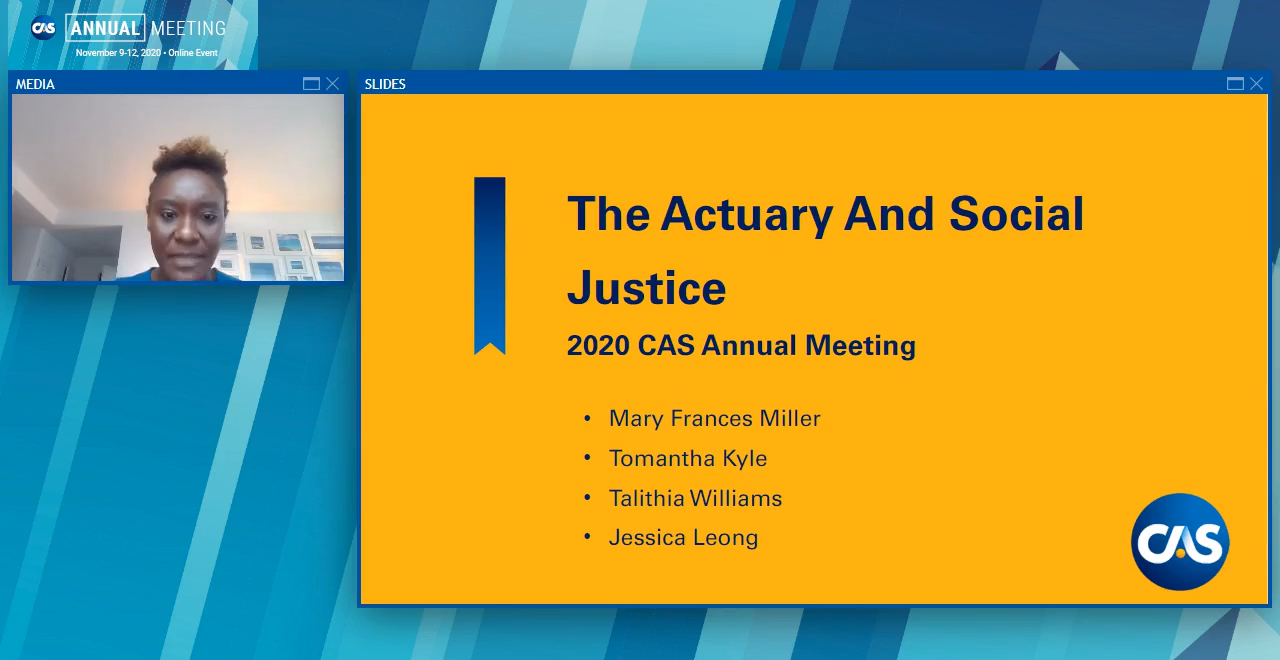 CAS ANNUAL MEETING
November 9-12, 2020 • Online Event
MEDIA
SLIDES
The Actuary And Social
Justice
2020 CAS Annual Meeting
• Mary Frances Miller
• Tomantha Kyle
• Talithia Williams
• Jessica Leong
CAS